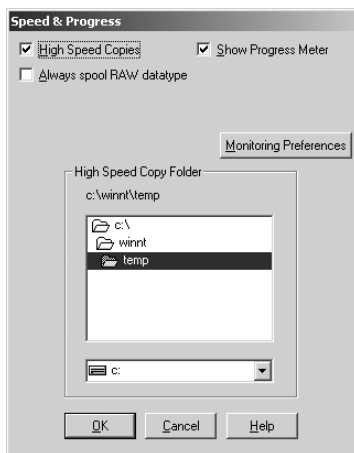 Speed & Progress
High Speed Copies
Show Progress Meter
Always spool RAW datatype
Monitoring Preferences
High Speed Copy Folder
c:\winnt\temp
c:\
winnt
temp
c:
OK
Cancel
Help